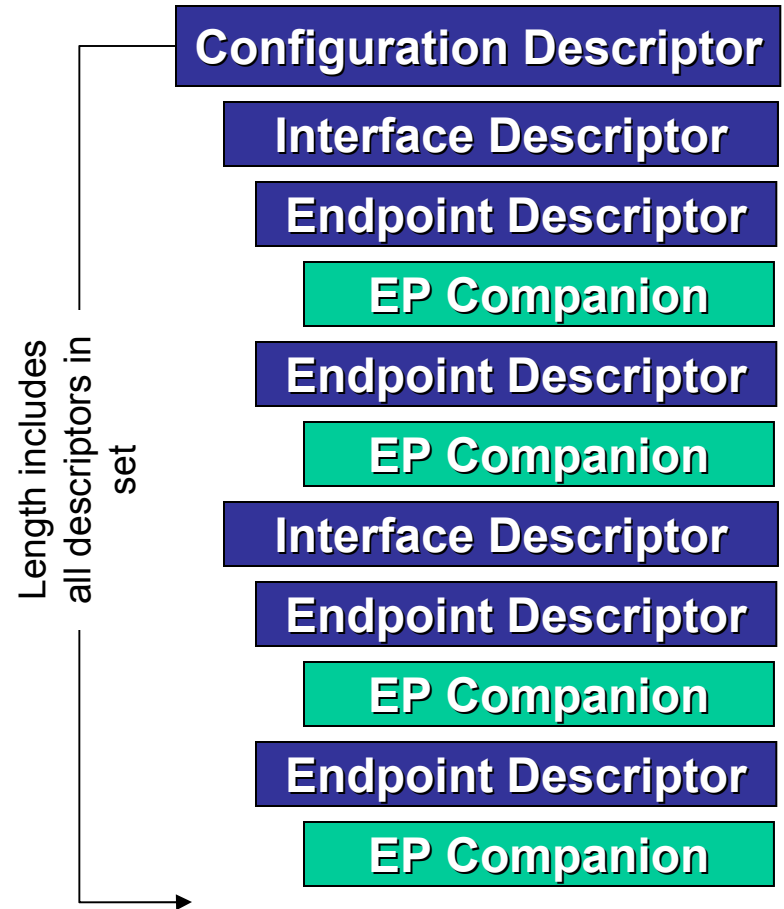 Configuration Descriptor
Interface Descriptor
Endpoint Descriptor
EP Companion
Endpoint Descriptor
EP Companion
Interface Descriptor
Endpoint Descriptor
EP Companion
Endpoint Descriptor
EP Companion
Length includes
all descriptors in
set